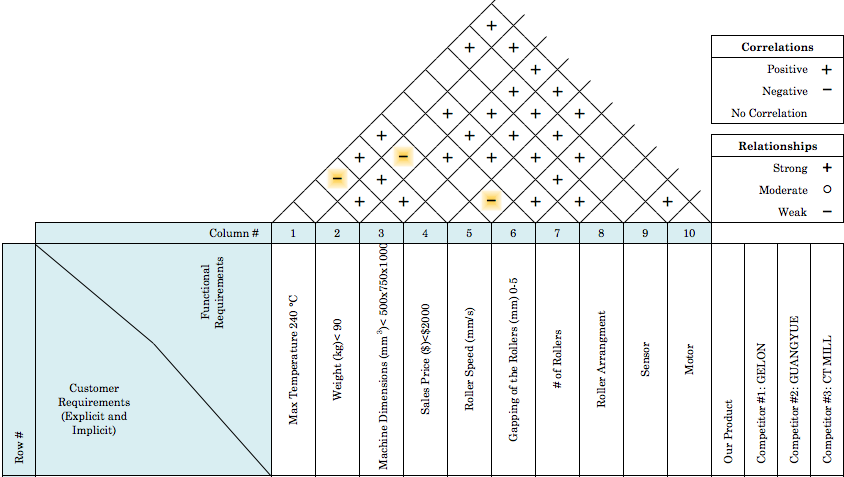 +
+ +
+
+ +
+ + + +
+ + + +
+ − + + + +
− + +
+ + − + + +
Correlations
Positive +
Negative −
No Correlation
Relationships
Strong +
Moderate O
Weak −
Column # 1 2 3 4 5 6 7 8 9 10
Row #
Customer
Requirements
(Explicit and
Implicit)
Functional
Requirements
Max Temperature 240 °C
Weight (kg)< 90
Machine Dimensions (mm³)< 500x750x1000
Sales Price ($)<$2000
Roller Speed (mm/s)
Gapping of the Rollers (mm) 0-5
# of Rollers
Roller Arrangment
Sensor
Motor
Our Product
Competitor #1: GELON
Competitor #2: GUANGYUE
Competitor #3: CT MILL